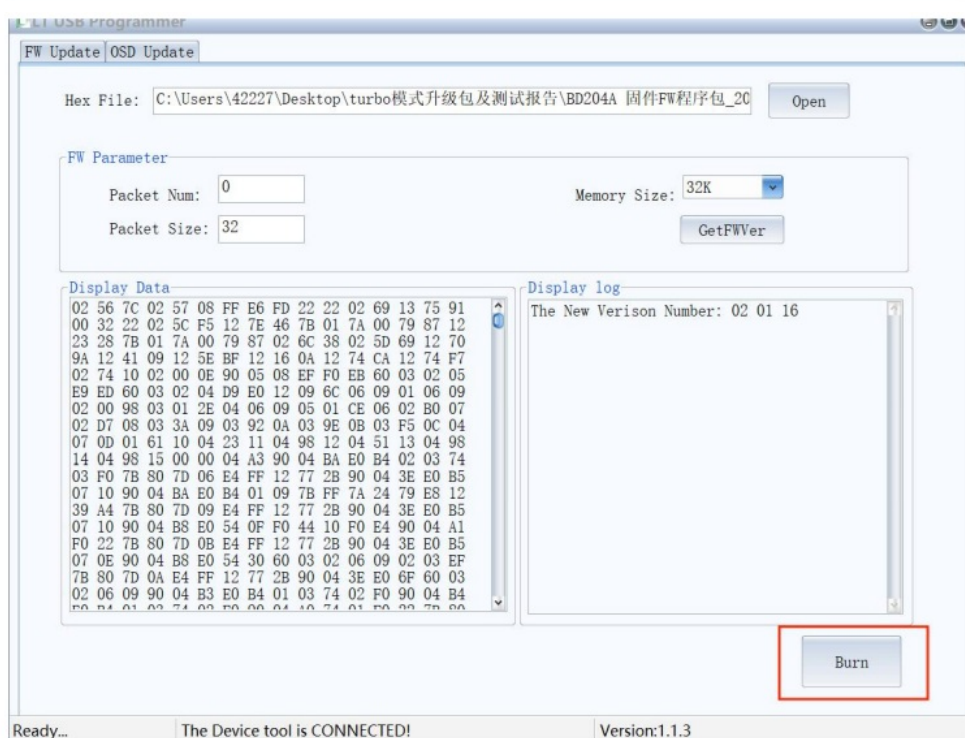 LT USB Programmer
FW Update OSD Update
Hex File: C:\Users\42227\Desktop\turbo模式升级包及测试报告\BD204A 固件FW程序包_20 Open
FW Parameter
Packet Num: 0 Memory Size: 32K
Packet Size: 32 GetFWVer
Display Data
02 56 7C 02 57 08 FF E6 FD 22 22 02 69 13 75 91
00 32 22 02 5C F5 12 7E 46 7B 01 7A 00 79 87 12
23 28 7B 01 7A 00 79 87 02 6C 38 02 5D 69 12 70
9A 12 41 09 12 5E BF 12 16 0A 12 74 CA 12 74 F7
02 74 10 02 00 0E 90 05 08 EF F0 EB 60 03 02 05
E9 ED 60 03 02 04 D9 E0 12 09 6C 06 09 01 06 09
02 00 98 03 01 2E 04 06 09 05 01 CE 06 02 B0 07
02 D7 08 03 3A 09 03 92 0A 03 9E 0B 03 F5 0C 04
07 0D 01 61 10 04 23 11 04 98 12 04 51 13 04 98
14 04 98 15 00 00 04 A3 90 04 BA E0 B4 02 03 74
03 F0 7B 80 7D 06 E4 FF 12 77 2B 90 04 3E E0 B5
07 10 90 04 BA E0 B4 01 09 7B FF 7A 24 79 E8 12
39 A4 7B 80 7D 09 E4 FF 12 77 2B 90 04 3E E0 B5
07 10 90 04 B8 E0 54 0F F0 44 10 F0 E4 90 04 A1
F0 22 7B 80 7D 0B E4 FF 12 77 2B 90 04 3E E0 B5
07 0E 90 04 B8 E0 54 30 60 03 02 06 09 02 03 EF
7B 80 7D 0A E4 FF 12 77 2B 90 04 3E E0 6F 60 03
02 06 09 90 04 B3 E0 B4 01 03 74 02 F0 90 04 B4
Display log
The New Verison Number: 02 01 16
Burn
Ready... The Device tool is CONNECTED! Version:1.1.3